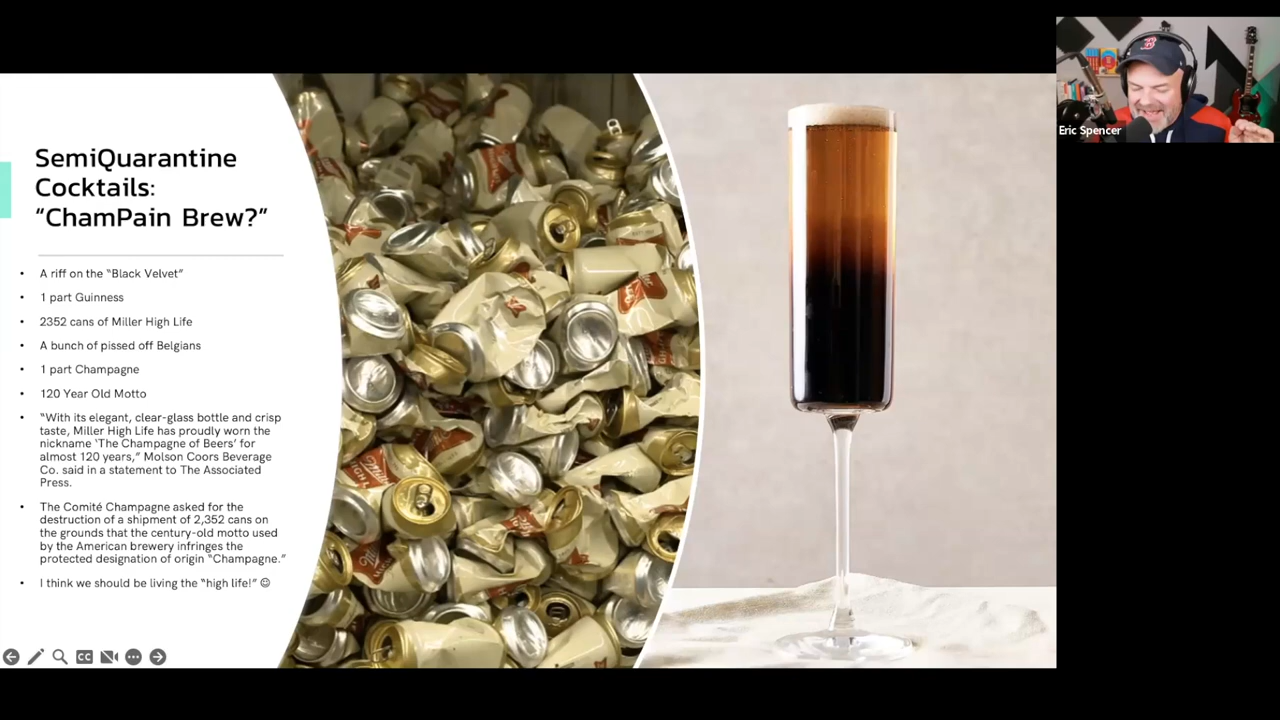 SemiQuarantine
Cocktails:
“ChamPain Brew?”
• A riff on the “Black Velvet”
• 1 part Guinness
• 2352 cans of Miller High Life
• A bunch of pissed off Belgians
• 1 part Champagne
• 120 Year Old Motto
• “With its elegant, clear-glass bottle and crisp
taste, Miller High Life has proudly worn the
nickname ‘The Champagne of Beers’ for
almost 120 years,” Molson Coors Beverage
Co. said in a statement to The Associated
Press.
• The Comité Champagne asked for the
destruction of a shipment of 2,352 cans on
the grounds that the century-old motto used
by the American brewery infringes the
protected designation of origin “Champagne.”
• I think we should be living the “high life!” ☺
CC
B
Eric Spencer